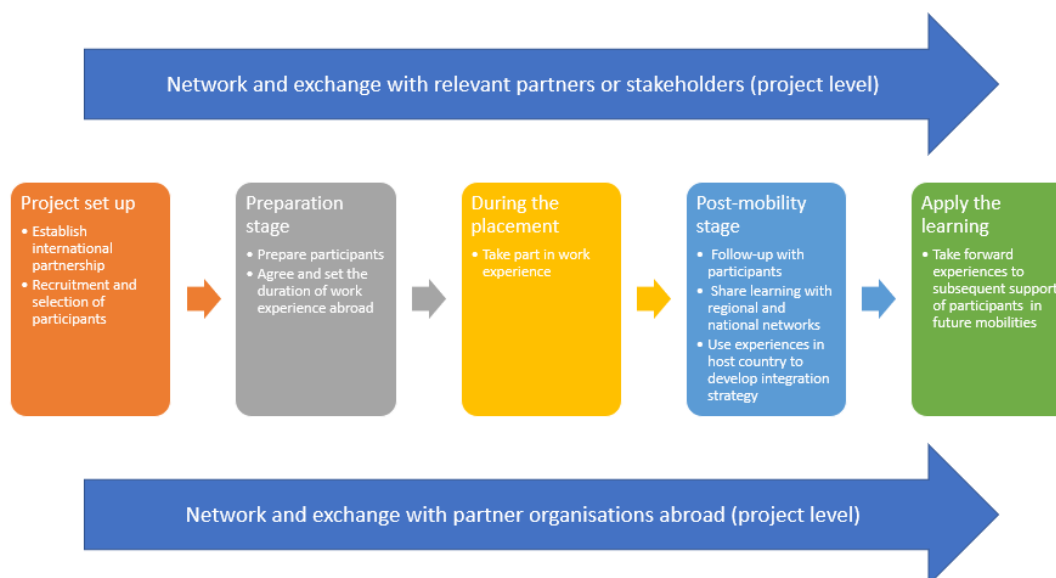 Network and exchange with relevant partners or stakeholders (project level)
Project set up
• Establish
international
partnership
• Recruitment and
selection of
participants
Preparation
stage
• Prepare participants
• Agree and set the
duration of work
experience abroad
During the
placement
• Take part in work
experience
Post-mobility
stage
• Follow-up with
participants
• Share learning with
regional and
national networks
• Use experiences in
host country to
develop integration
strategy
Apply the
learning
• Take forward
experiences to
subsequent support
of participants in
future mobilities
Network and exchange with partner organisations abroad (project level)